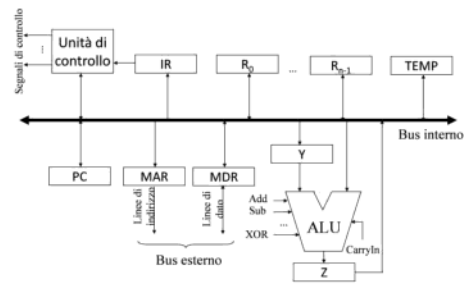 Segnali di controllo
...
Unità di
controllo
IR
R0
...
Rn-1
TEMP
Bus interno
PC
MAR
MDR
Y
Linee di
indirizzo
Linee di
dato
Bus esterno
Add
Sub
...
XOR
ALU
CarryIn
Z